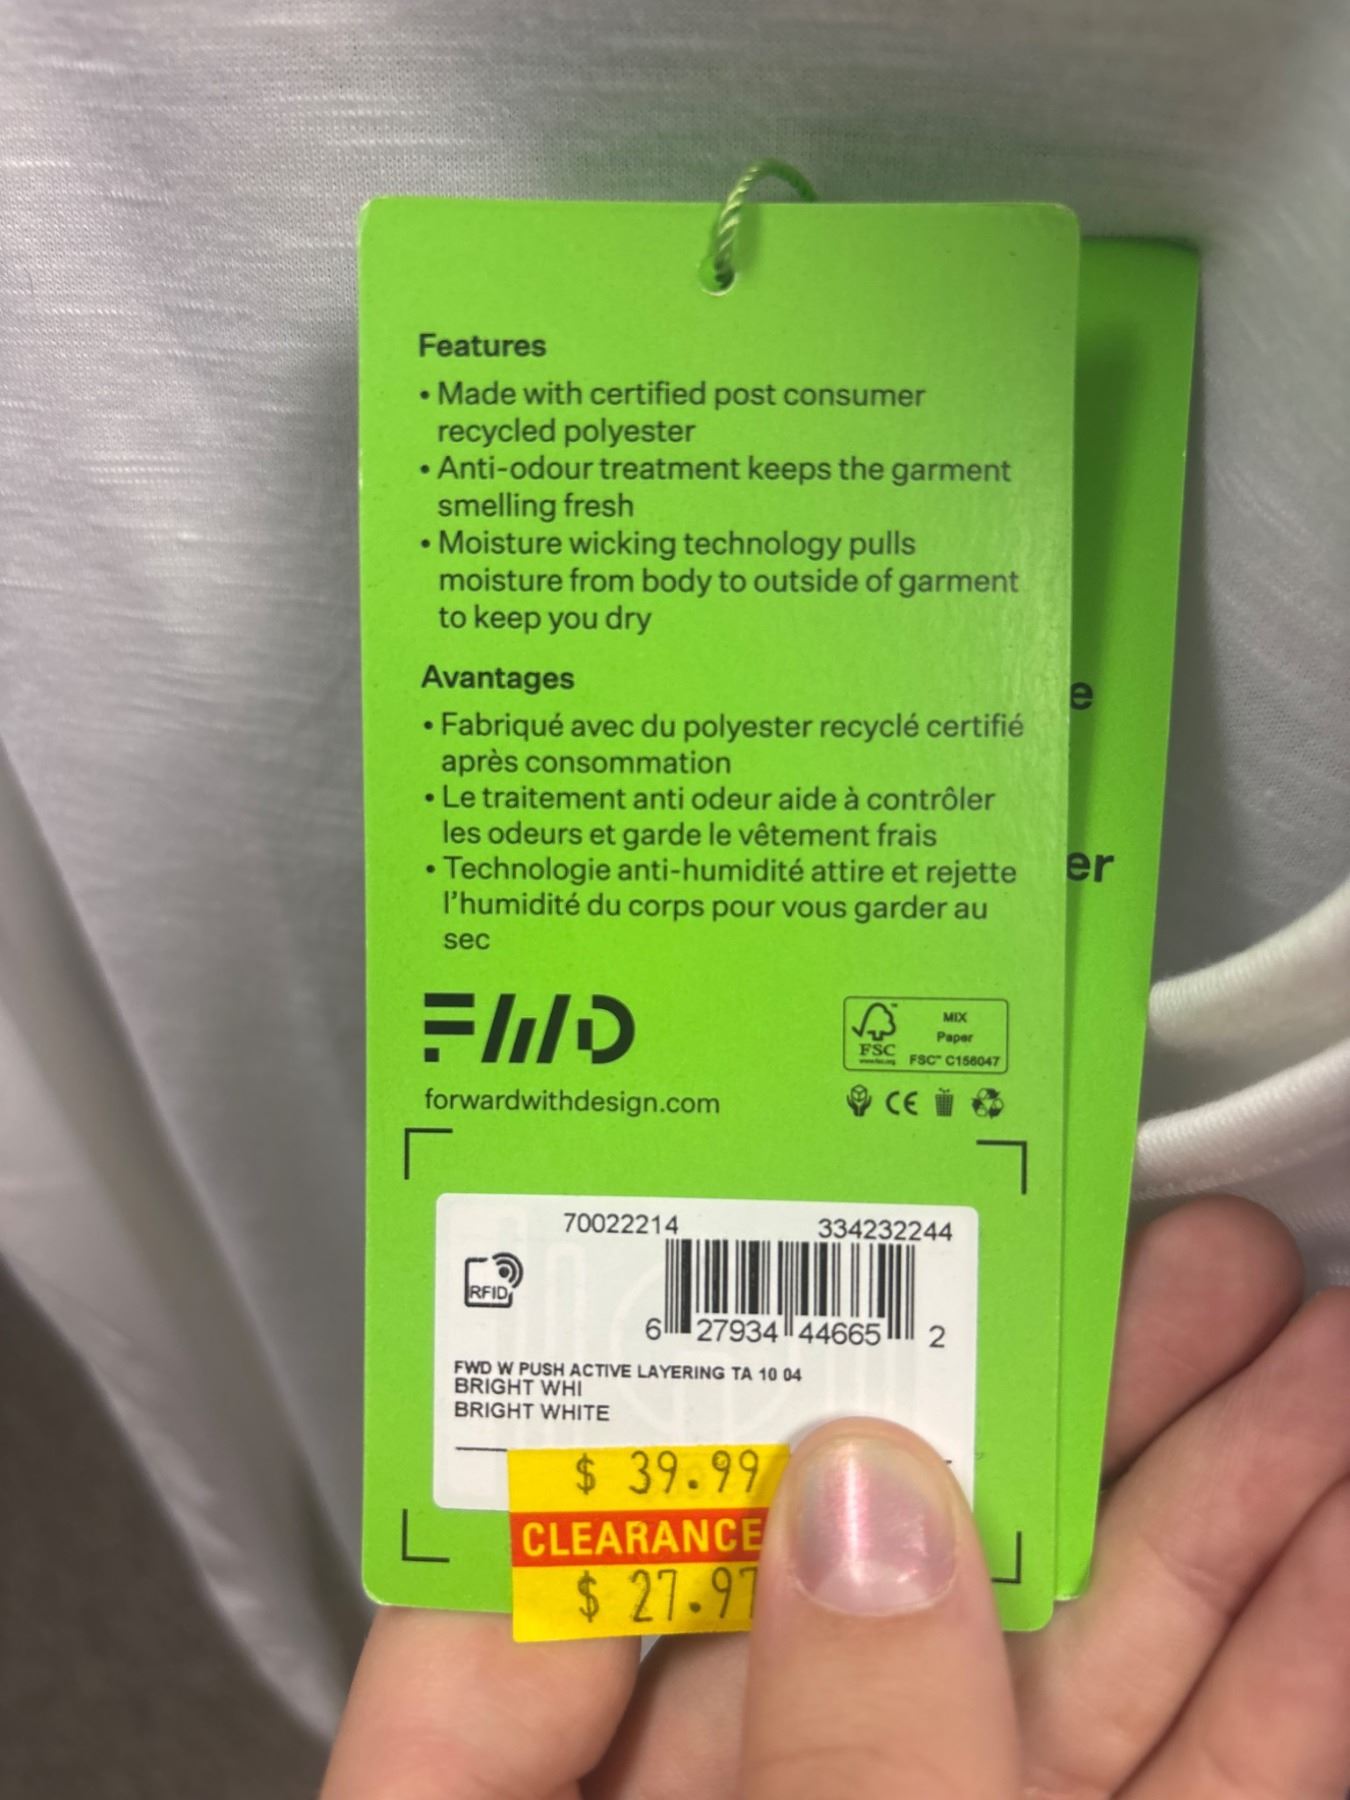 Features
• Made with certified post consumer
recycled polyester
• Anti-odour treatment keeps the garment
smelling fresh
• Moisture wicking technology pulls
moisture from body to outside of garment
to keep you dry
Avantages
• Fabriqué avec du polyester recyclé certifié
après consommation
• Le traitement anti odeur aide à contrôler
les odeurs et garde le vêtement frais
• Technologie anti-humidité attire et rejette
l'humidité du corps pour vous garder au
sec
e
er
FWD
forwardwithdesign.com
FSC
MIX
Paper
FSC™ C156047
CE
70022214 334232244
RFID
6 27934 44665 2
FWD W PUSH ACTIVE LAYERING TA 10 04
BRIGHT WHI
BRIGHT WHITE
$ 39.99
CLEARANCE
$ 27.97